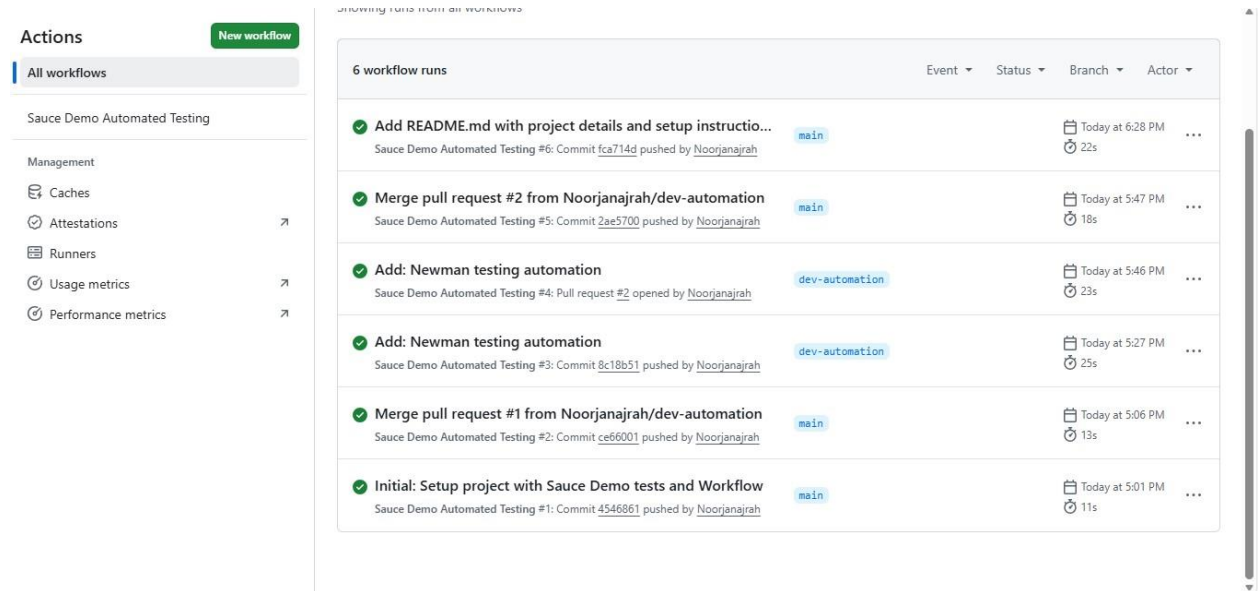 Showing runs from all workflows
Actions
New workflow
All workflows
Sauce Demo Automated Testing
Management
Caches
Attestations
Runners
Usage metrics
Performance metrics
6 workflow runs
Event
Status
Branch
Actor
Add README.md with project details and setup instructio...
Sauce Demo Automated Testing #6: Commit fca714d pushed by Noorjanajrah
main
Today at 6:28 PM
22s
Merge pull request #2 from Noorjanajrah/dev-automation
Sauce Demo Automated Testing #5: Commit 2ae5700 pushed by Noorjanajrah
main
Today at 5:47 PM
18s
Add: Newman testing automation
Sauce Demo Automated Testing #4: Pull request #2 opened by Noorjanajrah
dev-automation
Today at 5:46 PM
23s
Add: Newman testing automation
Sauce Demo Automated Testing #3: Commit 8c18b51 pushed by Noorjanajrah
dev-automation
Today at 5:27 PM
25s
Merge pull request #1 from Noorjanajrah/dev-automation
Sauce Demo Automated Testing #2: Commit ce66001 pushed by Noorjanajrah
main
Today at 5:06 PM
13s
Initial: Setup project with Sauce Demo tests and Workflow
Sauce Demo Automated Testing #1: Commit 4546861 pushed by Noorjanajrah
main
Today at 5:01 PM
11s